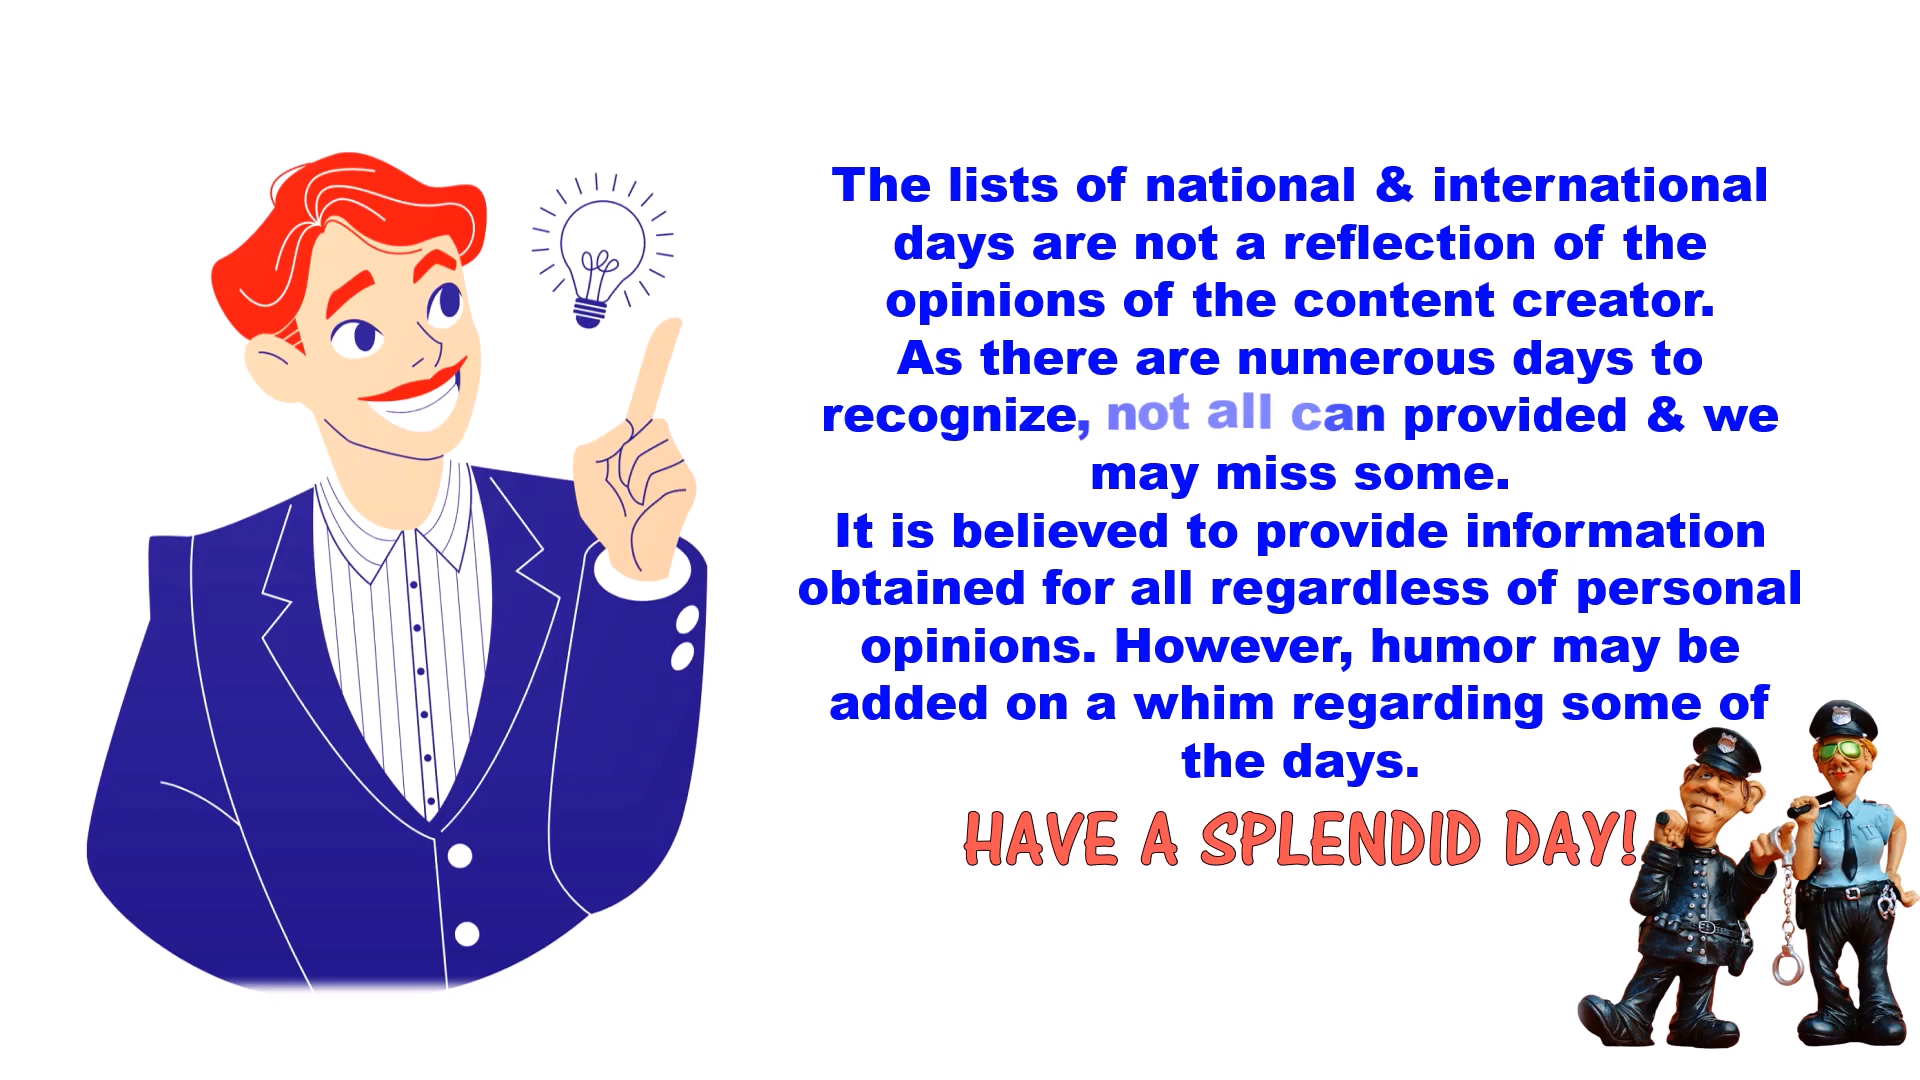 The lists of national & international
days are not a reflection of the
opinions of the content creator.
As there are numerous days to
recognize, not all can provided & we
may miss some.
It is believed to provide information
obtained for all regardless of personal
opinions. However, humor may be
added on a whim regarding some of
the days.
HAVE A SPLENDID DAY!